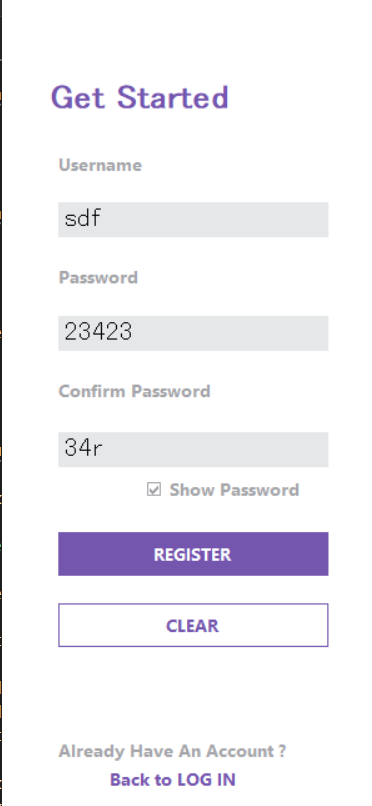 Get Started
Username
sdf
Password
23423
Confirm Password
34r
Show Password
REGISTER
CLEAR
Already Have An Account ?
Back to LOG IN